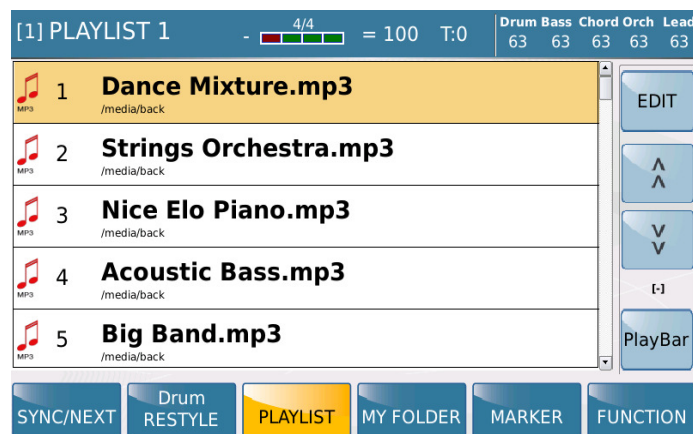 [1] PLAYLIST 1 - 4/4 = 100 T:0
Drum Bass Chord Orch Lead
63 63 63 63 63
MP3 1 Dance Mixture.mp3
/media/back
MP3 2 Strings Orchestra.mp3
/media/back
MP3 3 Nice Elo Piano.mp3
/media/back
MP3 4 Acoustic Bass.mp3
/media/back
MP3 5 Big Band.mp3
/media/back
EDIT
[-]
PlayBar
SYNC/NEXT
Drum
RESTYLE
PLAYLIST
MY FOLDER
MARKER
FUNCTION